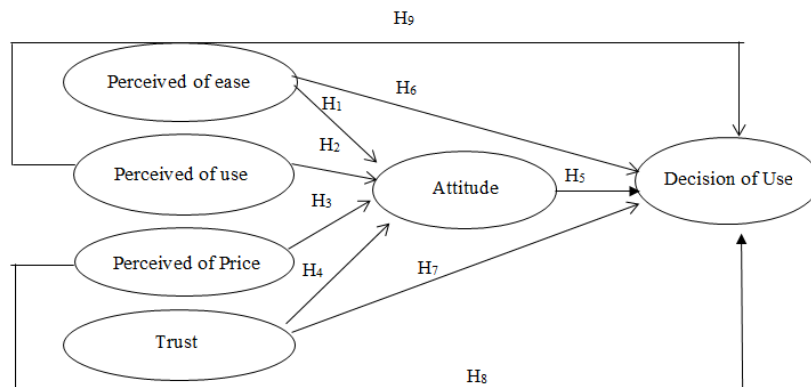 H9
Perceived of ease
H6
H1
H2
Perceived of use
Attitude
H5
Decision of Use
H3
Perceived of Price
H4
H7
Trust
H8